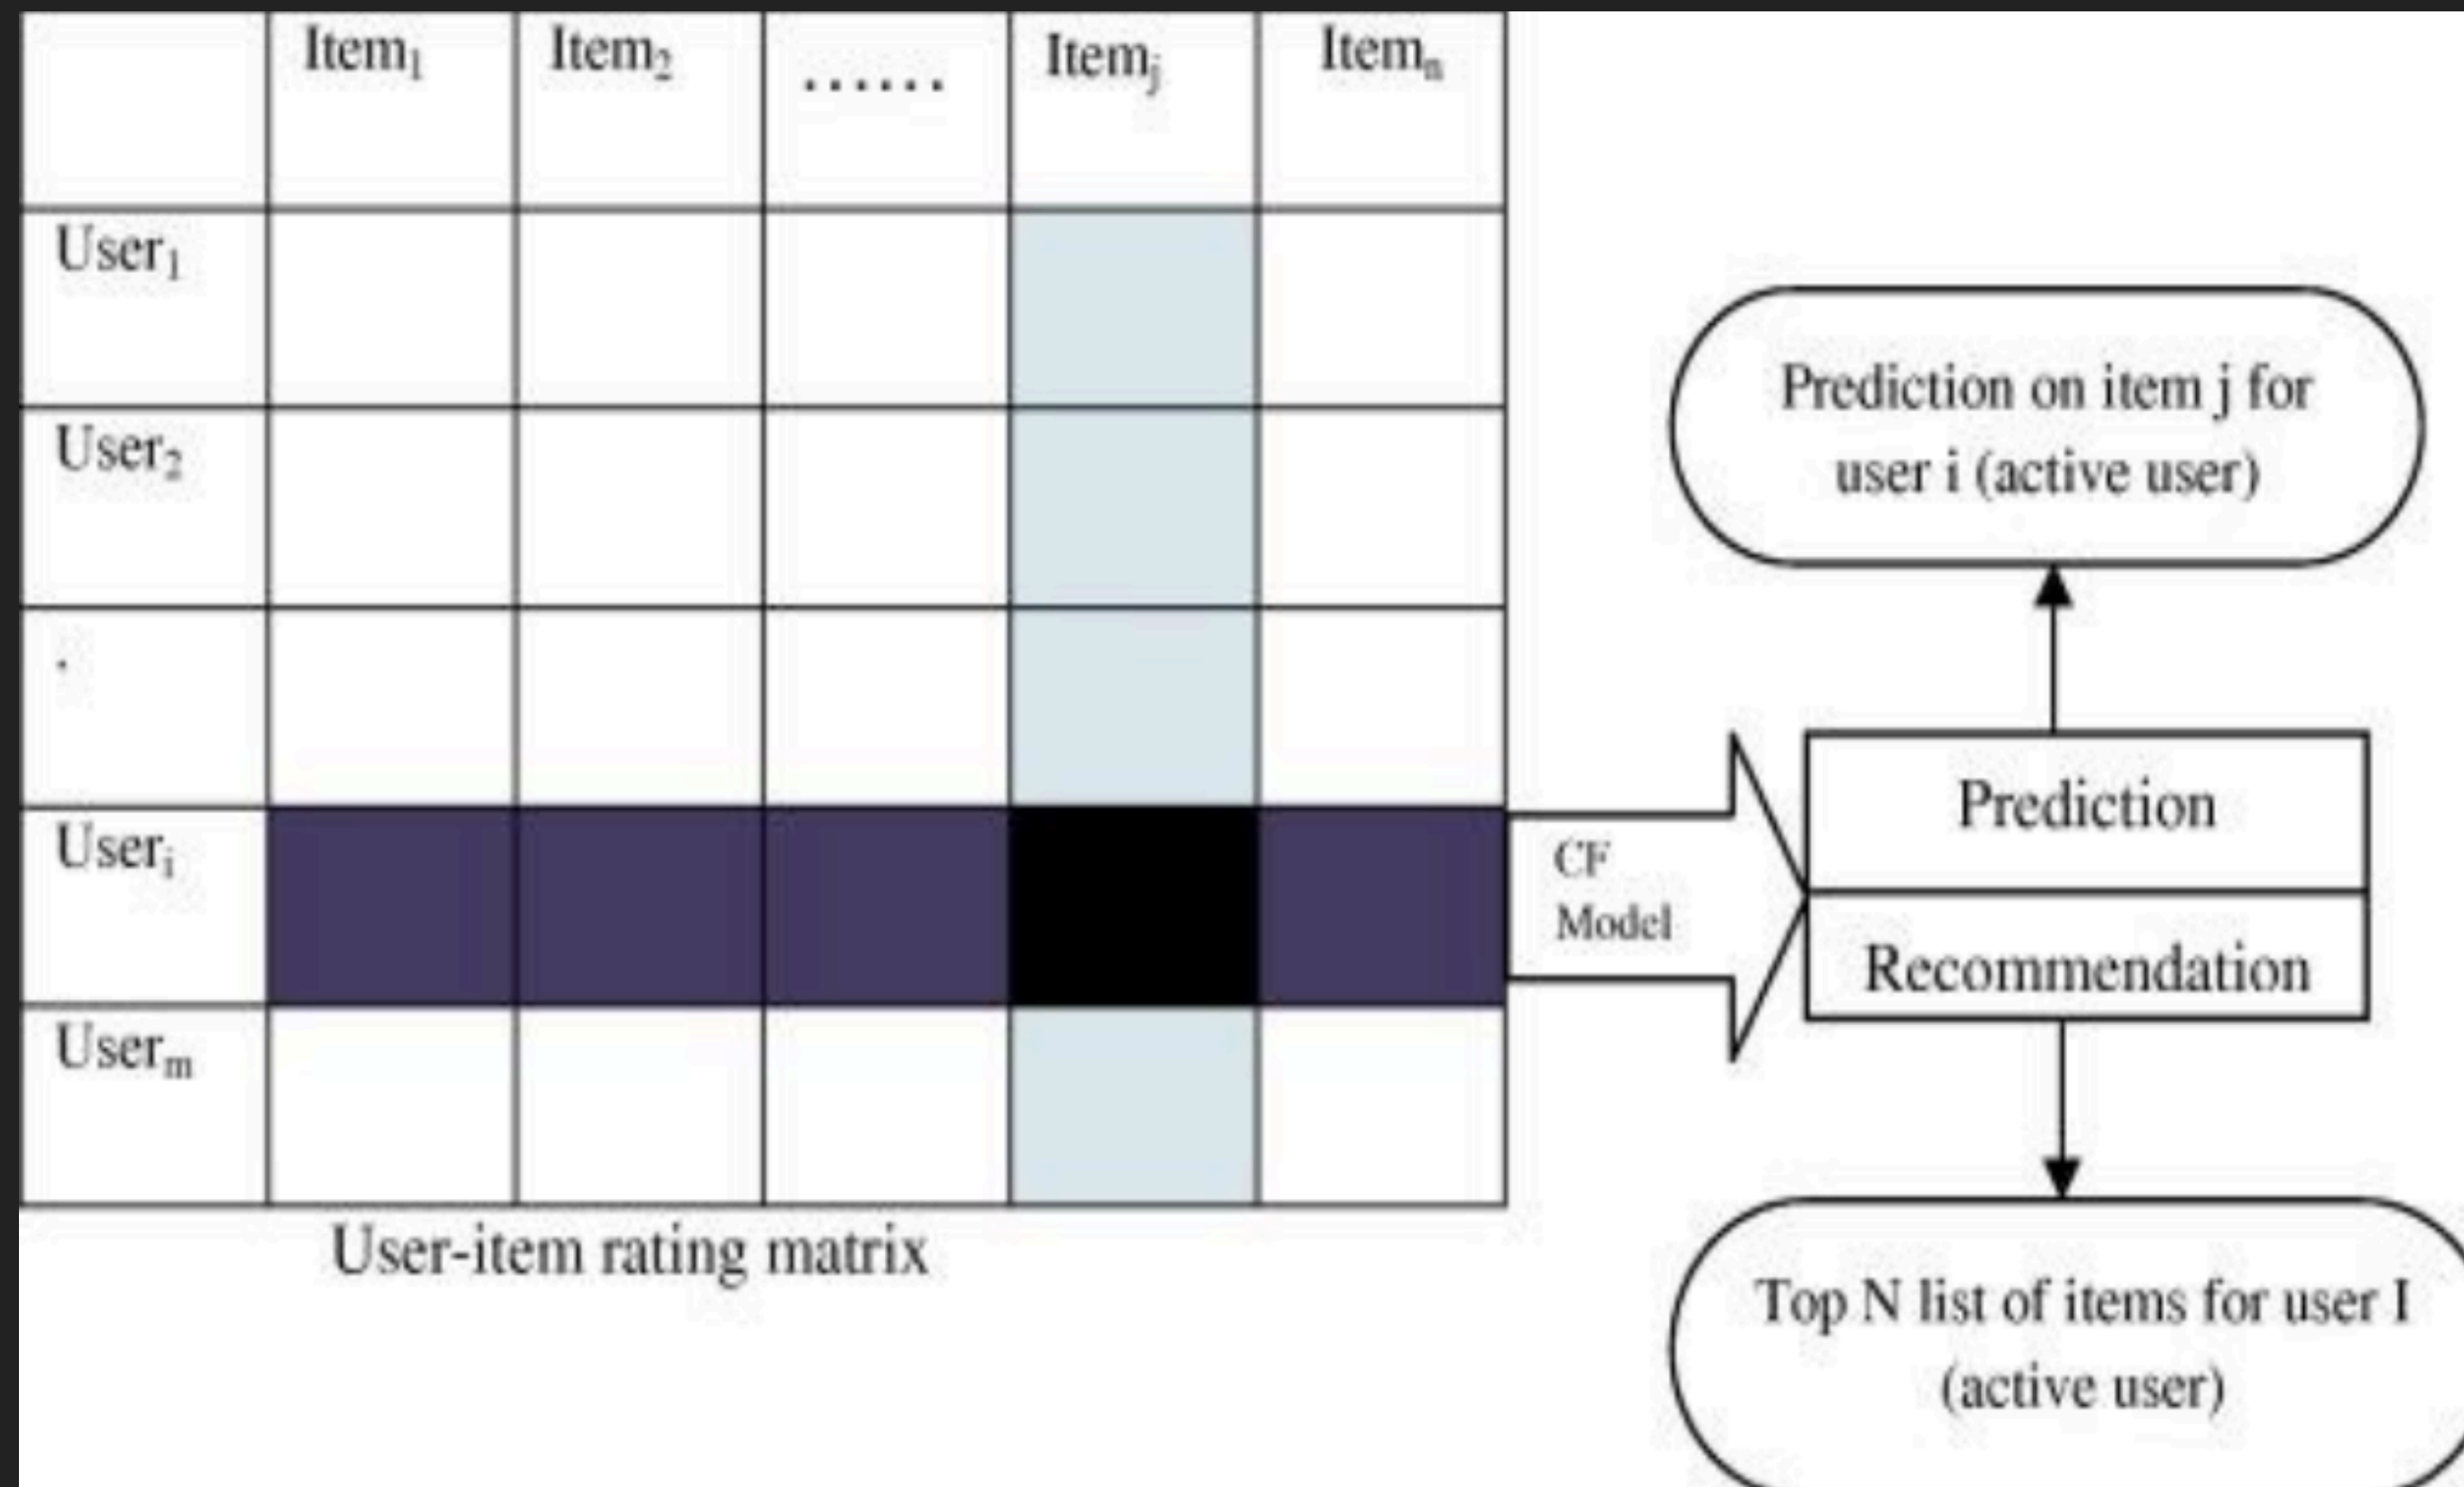 Item₁ Item₂ ...... Itemⱼ Itemₙ
User₁
User₂
.
Userᵢ
Userₘ
User-item rating matrix
CF
Model
Prediction on item j for
user i (active user)
Prediction
Recommendation
Top N list of items for user I
(active user)